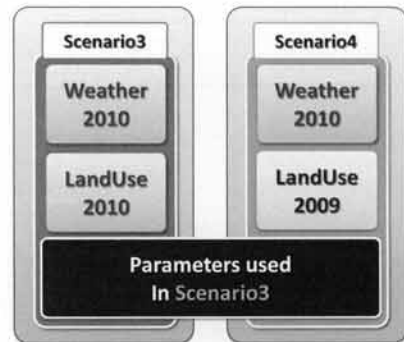 Scenario3
Weather
2010
LandUse
2010
Scenario4
Weather
2010
LandUse
2009
Parameters used
In Scenario3